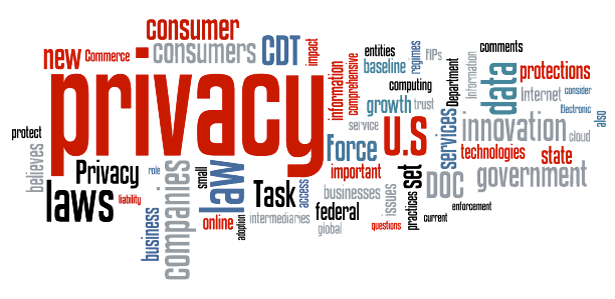 consumer
new
Commerce
consumers
CDT
impact
privacy
information
comprehensive
entities
baseline
regimes
FIPs
computing
growth
trust
service
Department
Information
comments
data
protections
Internet
consider
Electronic
also
protect
believes
Privacy
role
laws
liability
business
companies
small
law
online
adoption
Task
access
intermediaries
Force
important
U.S
businesses
federal
global
issues
questions
practices
set
current
DOC
enforcement
services
innovation
cloud
technologies
state
government